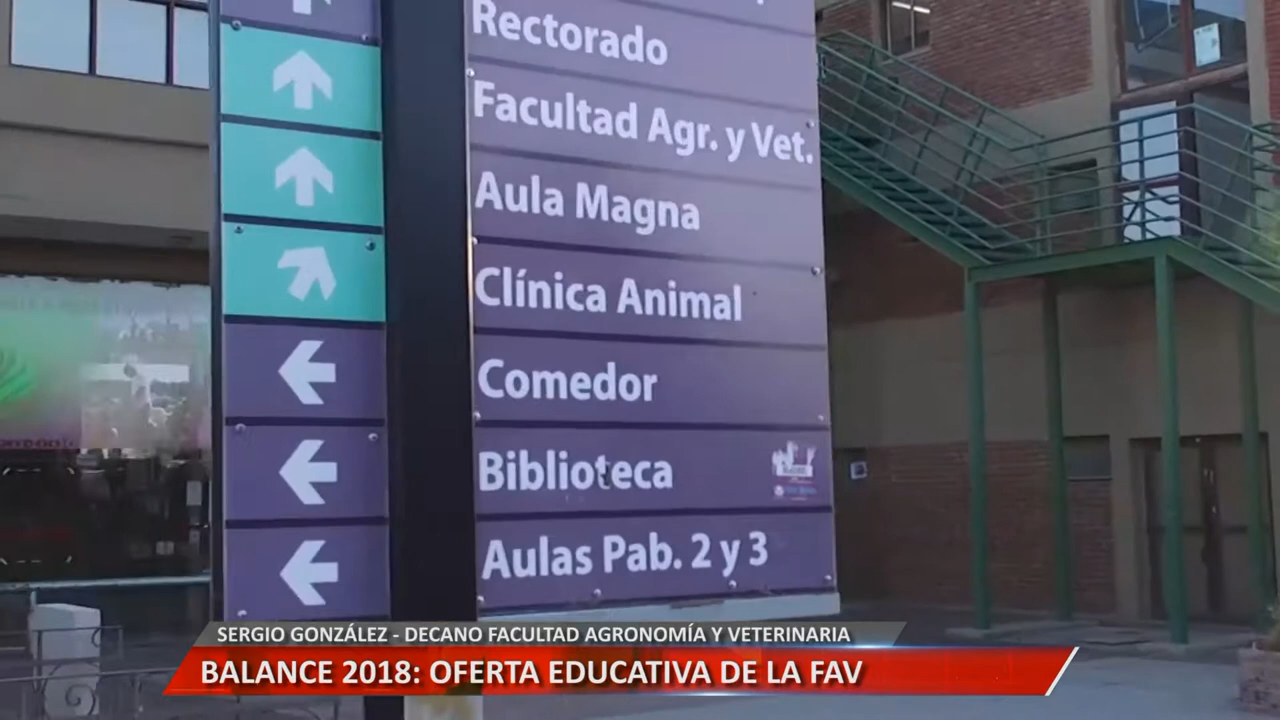 Rectorado
Facultad Agr. y Vet.
Aula Magna
Clínica Animal
Comedor
Biblioteca
Aulas Pab. 2 y 3
SERGIO GONZÁLEZ - DECANO FACULTAD AGRONOMÍA Y VETERINARIA
BALANCE 2018: OFERTA EDUCATIVA DE LA FAV